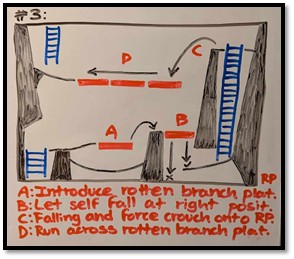 #3:
D
C
A
B
x
RP
A: Introduce rotten branch plat.
B: Let self fall at right posit.
C: Falling and force crouch onto RP.
D: Run across rotten branch plat.